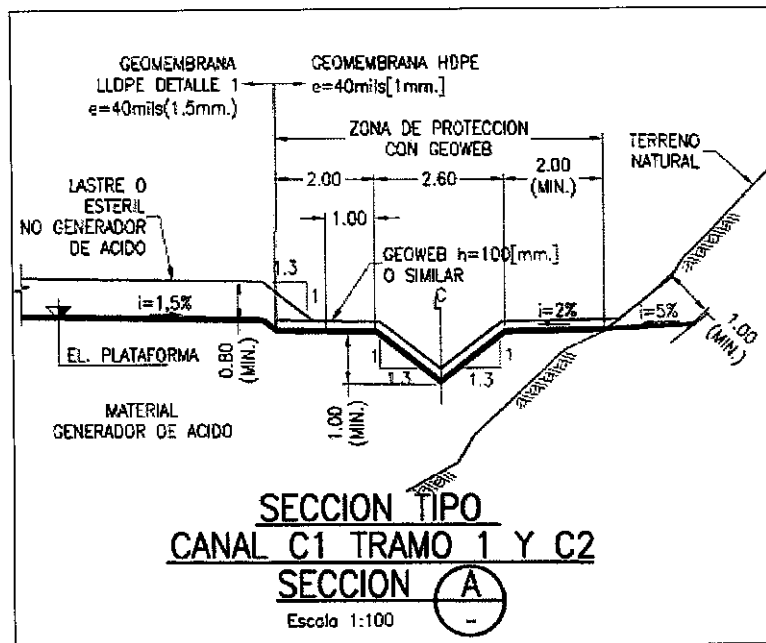 GEOMEMBRANA
LLDPE DETALLE 1
e=40mils(1.5mm.)
GEOMEMBRANA HDPE
e=40mils[1mm.]
ZONA DE PROTECCION
CON GEOWEB
TERRENO
NATURAL
2.00
2.60
2.00
(MIN.)
LASTRE O
ESTERIL
NO GENERADOR
DE ACIDO
1.00
GEOWEB h=100[mm.]
O SIMILAR
1.3
1
C
i=1,5%
i=2%
i=5%
EL. PLATAFORMA
0.80
(MIN.)
1
1.3
1.3
1
1.00
(MIN.)
1.00
(MIN.)
MATERIAL
GENERADOR DE ACIDO
SECCION TIPO
CANAL C1 TRAMO 1 Y C2
SECCION A
-
Escala 1:100